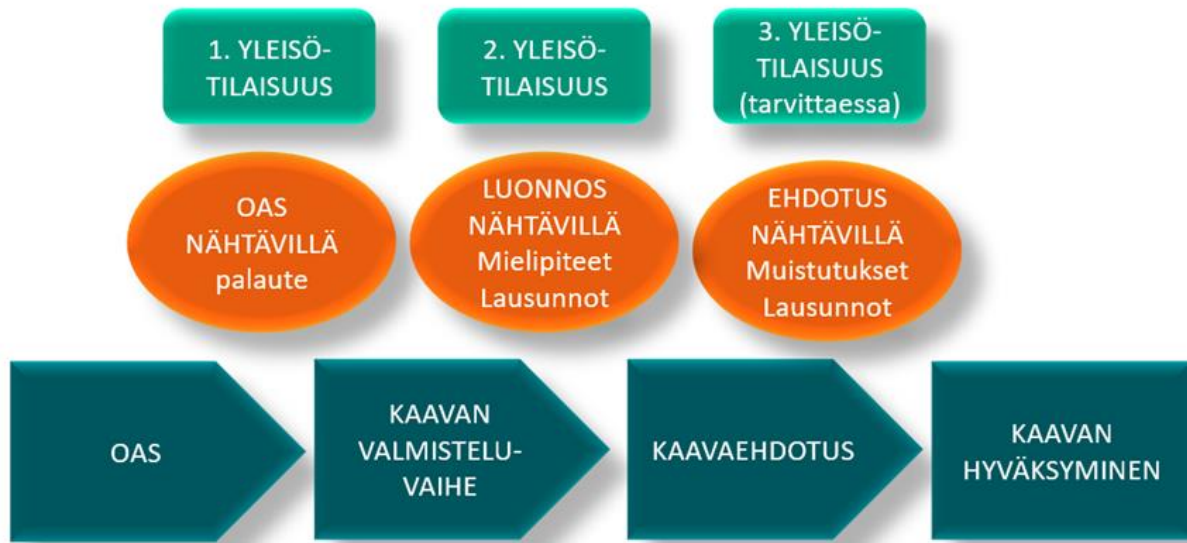 1. YLEISÖ-
TILAISUUS
2. YLEISÖ-
TILAISUUS
3. YLEISÖ-
TILAISUUS
(tarvittaessa)
OAS
NÄHTÄVILLÄ
palaute
LUONNOS
NÄHTÄVILLÄ
Mielipiteet
Lausunnot
EHDOTUS
NÄHTÄVILLÄ
Muistutukset
Lausunnot
OAS
KAAVAN
VALMISTELU-
VAIHE
KAAVAEHDOTUS
KAAVAN
HYVÄKSYMINEN